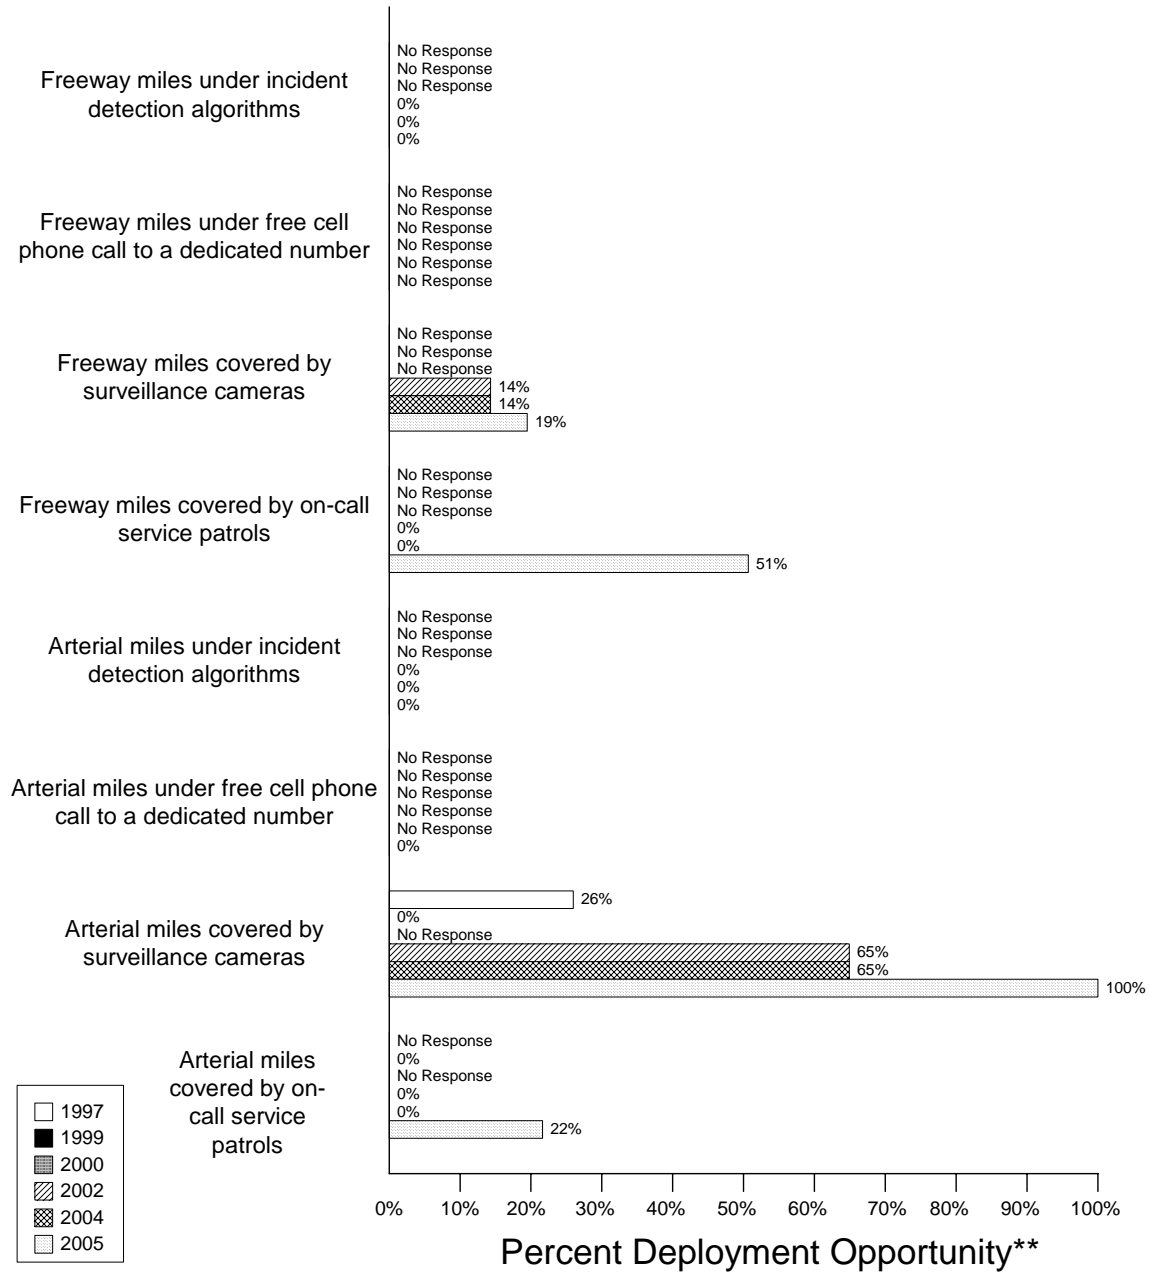 Freeway miles under incident
detection algorithms
No Response
No Response
No Response
0%
0%
0%
Freeway miles under free cell
phone call to a dedicated number
No Response
No Response
No Response
No Response
No Response
No Response
Freeway miles covered by
surveillance cameras
No Response
No Response
No Response
14%
14%
19%
Freeway miles covered by on-call
service patrols
No Response
No Response
No Response
0%
0%
51%
Arterial miles under incident
detection algorithms
No Response
No Response
No Response
0%
0%
0%
Arterial miles under free cell phone
call to a dedicated number
No Response
No Response
No Response
No Response
No Response
0%
Arterial miles covered by
surveillance cameras
26%
0%
No Response
65%
65%
100%
Arterial miles
covered by on-
call service
patrols
No Response
0%
No Response
0%
0%
22%
1997
1999
2000
2002
2004
2005
0% 10% 20% 30% 40% 50% 60% 70% 80% 90% 100%
Percent Deployment Opportunity**